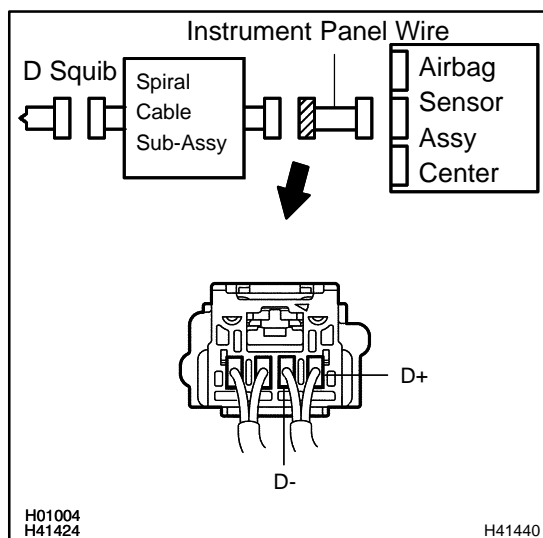 Instrument Panel Wire
D Squib
Spiral
Cable
Sub-Assy
Airbag
Sensor
Assy
Center
D+
D-
H01004
H41424
H41440